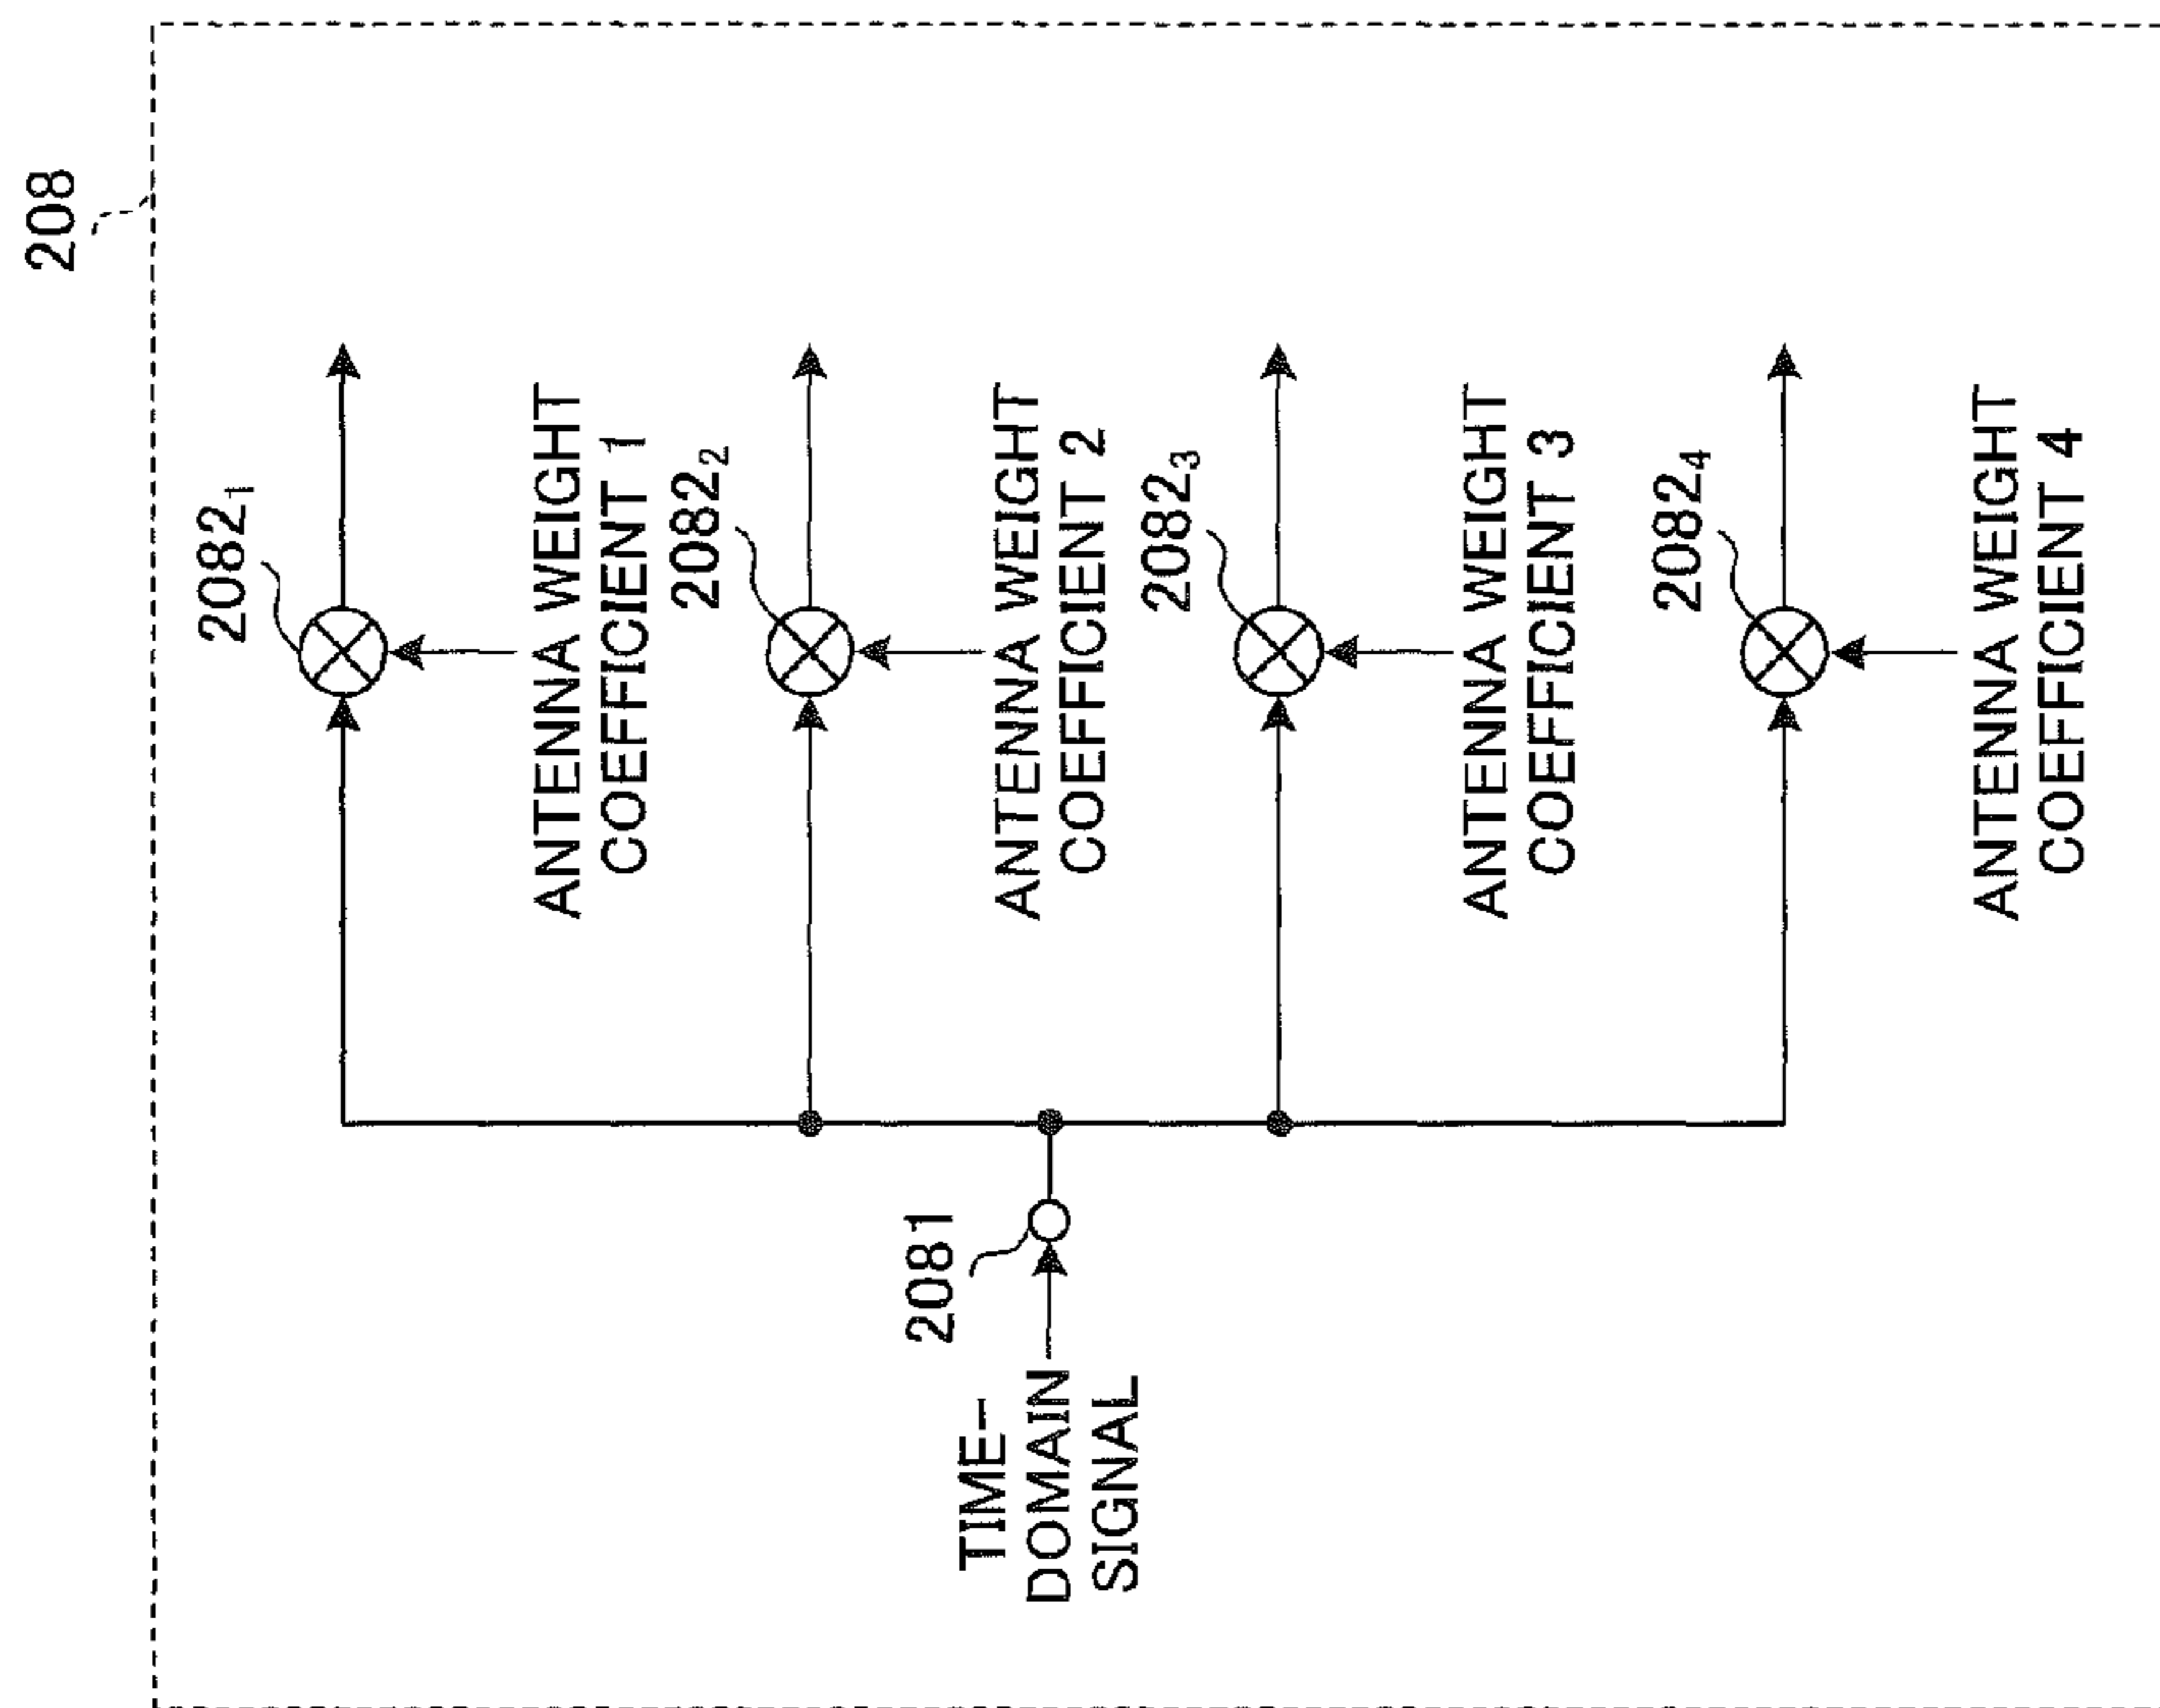 208
2082₁
ANTENNA WEIGHT
COEFFICIENT 1
2082₂
ANTENNA WEIGHT
COEFFICIENT 2
2081
TIME-
DOMAIN
SIGNAL
2082₃
ANTENNA WEIGHT
COEFFICIENT 3
2082₄
ANTENNA WEIGHT
COEFFICIENT 4